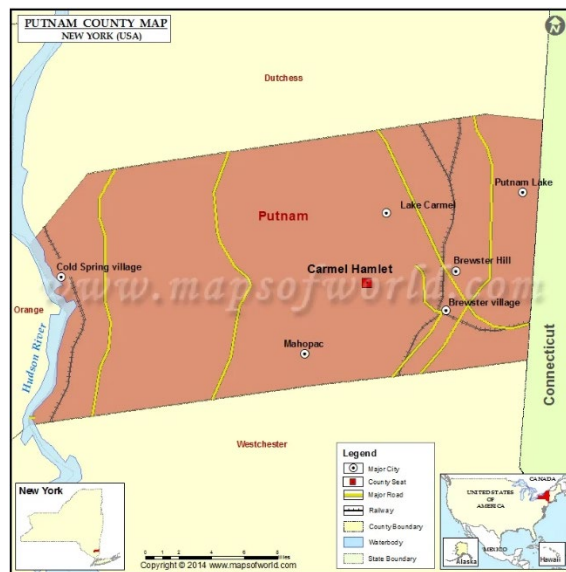 PUTNAM COUNTY MAP
NEW YORK (USA)
Dutchess
Putnam Lake
Lake Carmel
Putnam
Cold Spring village
Carmel Hamlet
Brewster Hill
www.mapsofworld.com
Orange
Brewster village
Hudson River
Mahopac
Connecticut
Westchester
Legend
Major City
County Seat
Major Road
Railway
County Boundary
Waterbody
State Boundary
New York
Copyright © 2014 www.mapsofworld.com
CANADA
UNITED STATES
OF
AMERICA
MEXICO
Alaska
Hawaii